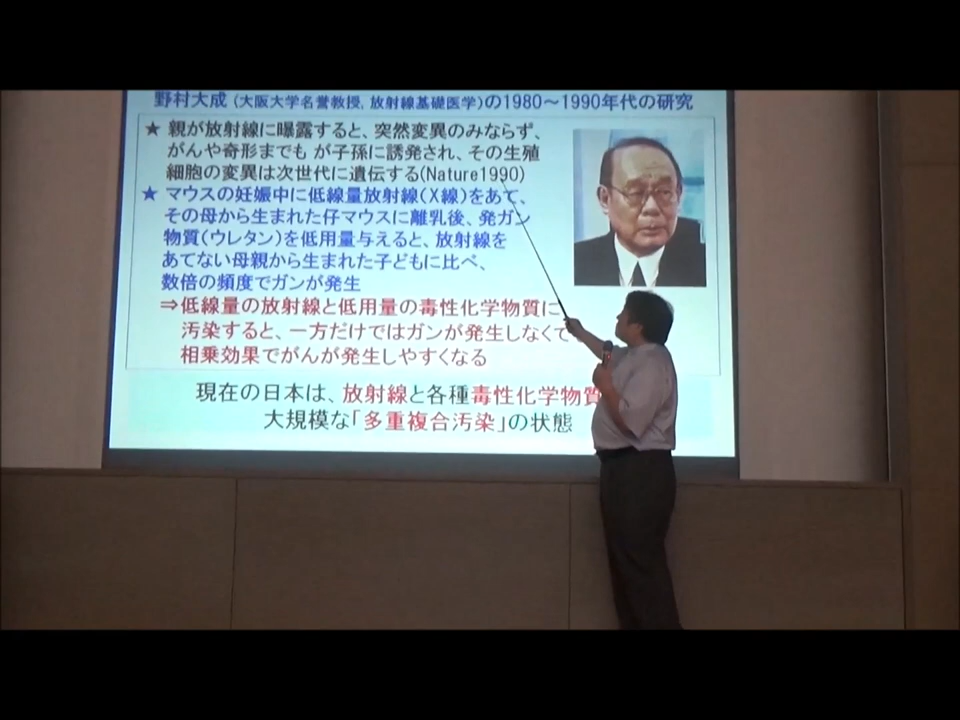 野村大成 (大阪大学名誉教授, 放射線基礎医学)の1980～1990年代の研究
★ 親が放射線に曝露すると、突然変異のみならず、
がんや奇形までも が子孫に誘発され、その生殖
細胞の変異は次世代に遺伝する(Nature1990)
★ マウスの妊娠中に低線量放射線(X線)をあて、
その母から生まれた仔マウスに離乳後、発ガン
物質(ウレタン)を低用量与えると、放射線を
あてない母親から生まれた子どもに比べ、
数倍の頻度でガンが発生
⇒低線量の放射線と低用量の毒性化学物質に
汚染すると、一方だけではガンが発生しなくて
相乗効果でがんが発生しやすくなる
現在の日本は、放射線と各種毒性化学物質
大規模な「多重複合汚染」の状態